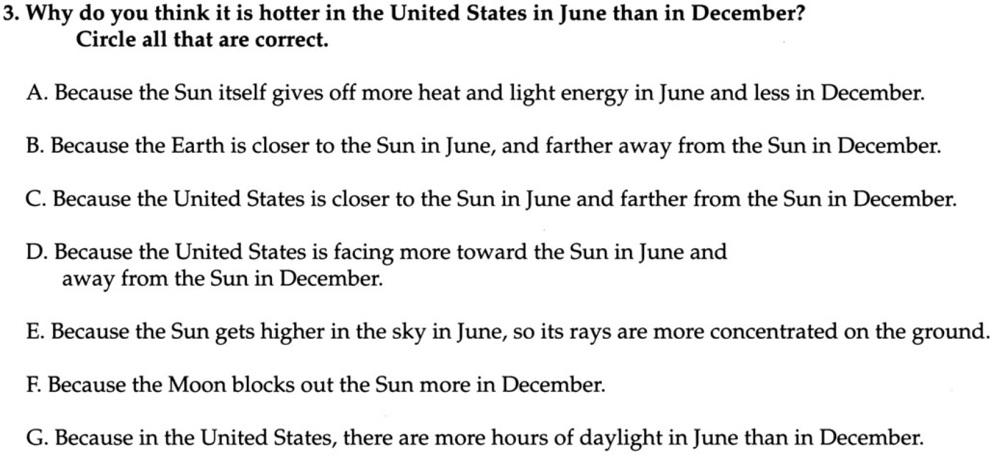 3. Why do you think it is hotter in the United States in June than in December?
Circle all that are correct.
A. Because the Sun itself gives off more heat and light energy in June and less in December.
B. Because the Earth is closer to the Sun in June, and farther away from the Sun in December.
C. Because the United States is closer to the Sun in June and farther from the Sun in December.
D. Because the United States is facing more toward the Sun in June and
away from the Sun in December.
E. Because the Sun gets higher in the sky in June, so its rays are more concentrated on the ground.
F. Because the Moon blocks out the Sun more in December.
G. Because in the United States, there are more hours of daylight in June than in December.